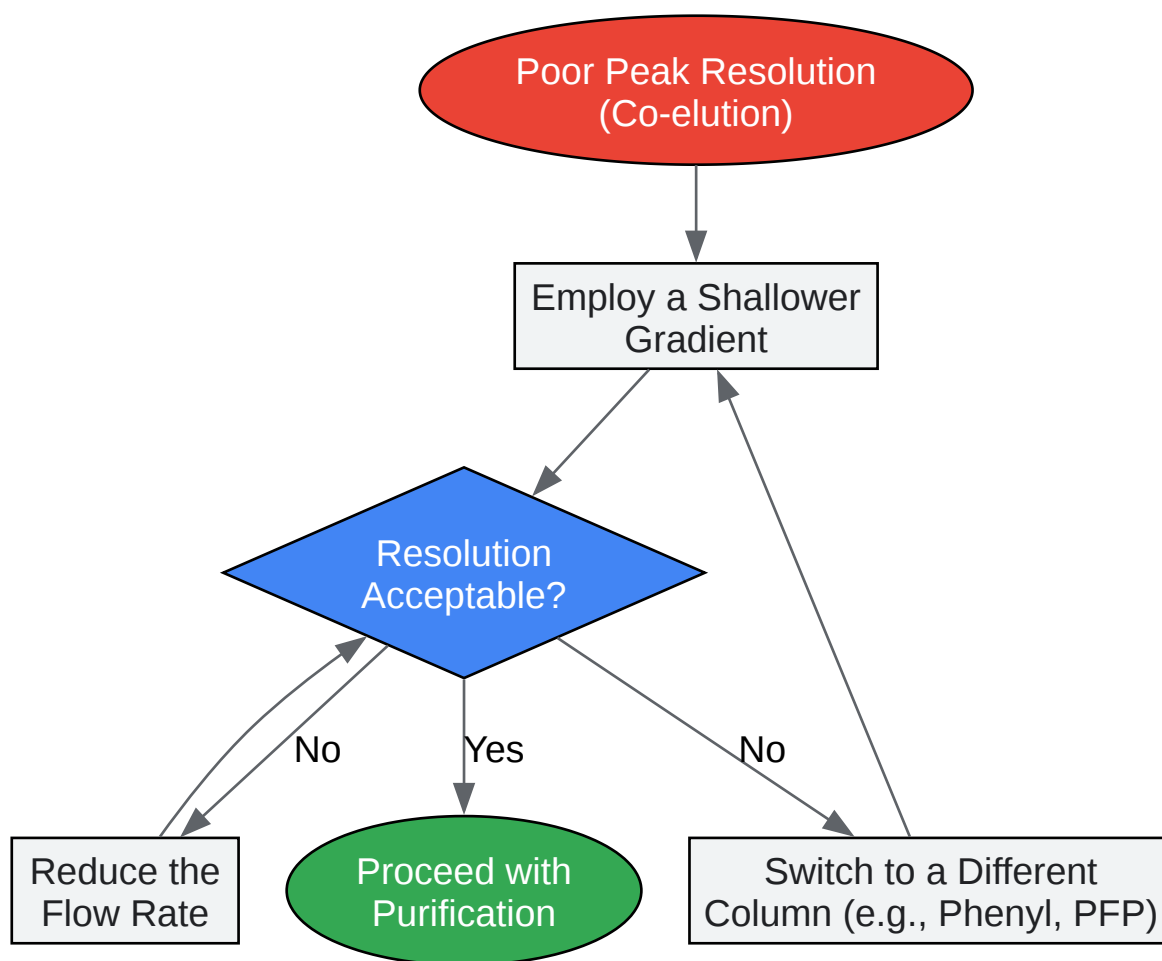 Poor Peak Resolution
(Co-elution)
Employ a Shallower
Gradient
Resolution
Acceptable?
No
Yes
No
Reduce the
Flow Rate
Proceed with
Purification
Switch to a Different
Column (e.g., Phenyl, PFP)